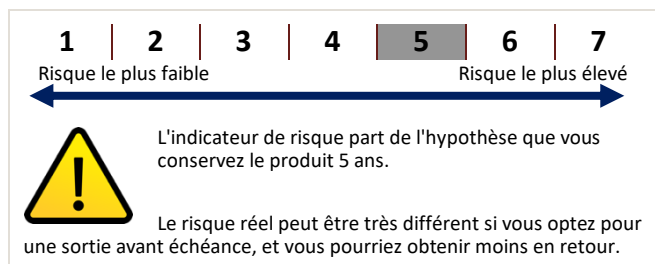 1 2 3 4 5 6 7
Risque le plus faible Risque le plus élevé
L'indicateur de risque part de l'hypothèse que vous
conservez le produit 5 ans.
Le risque réel peut être très différent si vous optez pour
une sortie avant échéance, et vous pourriez obtenir moins en retour.